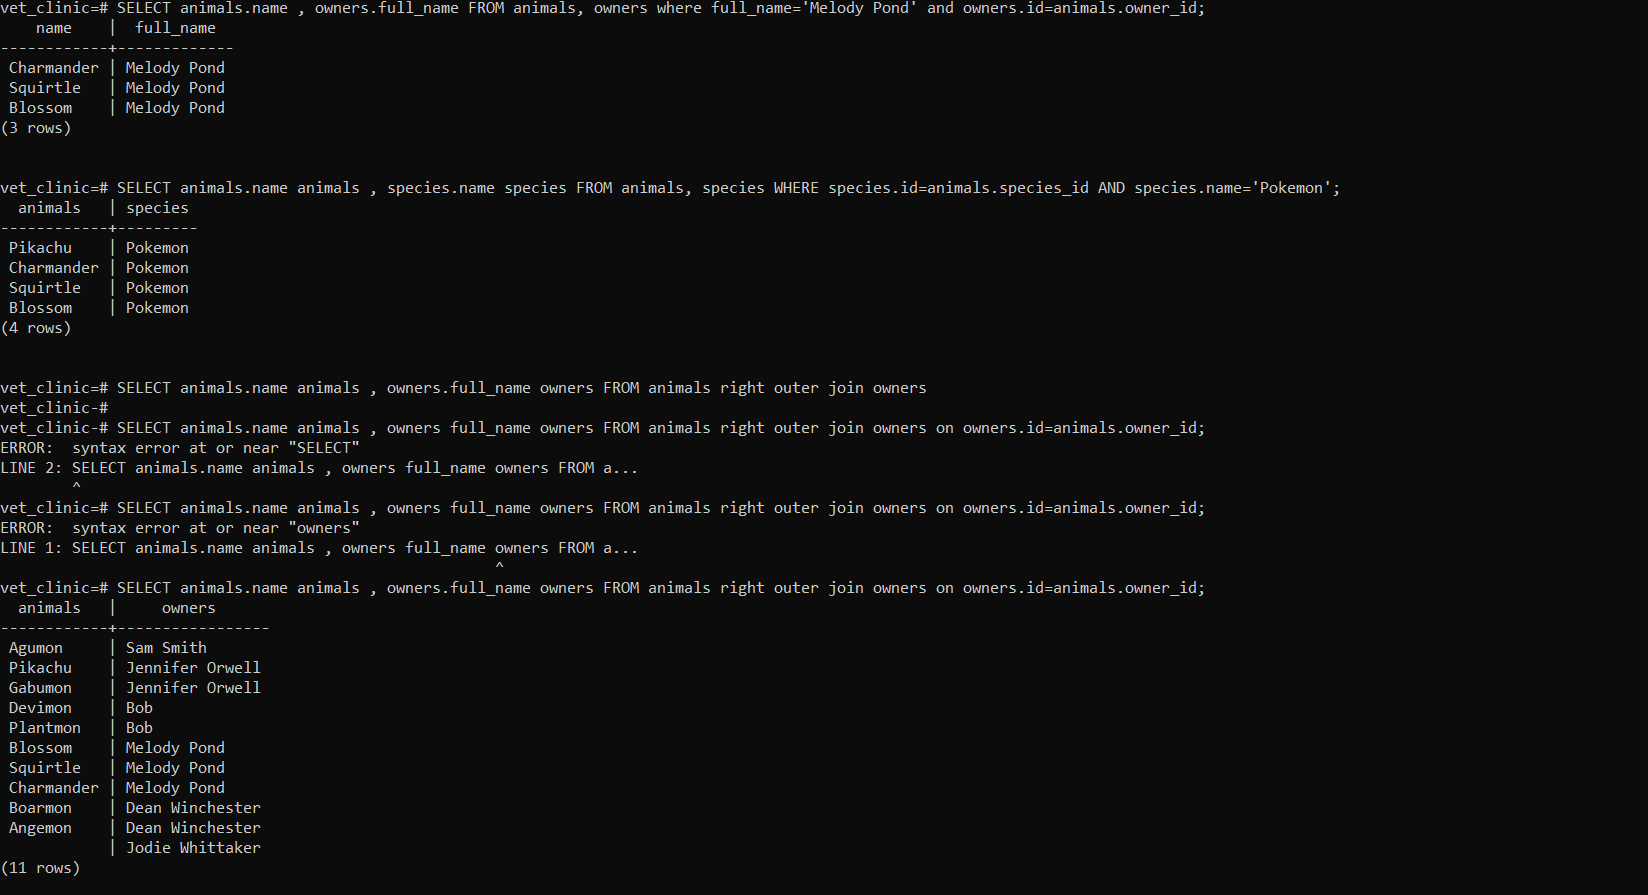 vet_clinic=# SELECT animals.name , owners.full_name FROM animals, owners where full_name='Melody Pond' and owners.id=animals.owner_id;
    name    |  full_name
------------+-------------
 Charmander | Melody Pond
 Squirtle   | Melody Pond
 Blossom    | Melody Pond
(3 rows)
vet_clinic=# SELECT animals.name animals , species.name species FROM animals, species WHERE species.id=animals.species_id AND species.name='Pokemon';
  animals   | species
------------+---------
 Pikachu    | Pokemon
 Charmander | Pokemon
 Squirtle   | Pokemon
 Blossom    | Pokemon
(4 rows)
vet_clinic=# SELECT animals.name animals , owners.full_name owners FROM animals right outer join owners
vet_clinic-#
vet_clinic-# SELECT animals.name animals , owners full_name owners FROM animals right outer join owners on owners.id=animals.owner_id;
ERROR:  syntax error at or near "SELECT"
LINE 2: SELECT animals.name animals , owners full_name owners FROM a...
        ^
vet_clinic=# SELECT animals.name animals , owners full_name owners FROM animals right outer join owners on owners.id=animals.owner_id;
ERROR:  syntax error at or near "owners"
LINE 1: SELECT animals.name animals , owners full_name owners FROM a...
                                                       ^
vet_clinic=# SELECT animals.name animals , owners.full_name owners FROM animals right outer join owners on owners.id=animals.owner_id;
  animals   |     owners
------------+-----------------
 Agumon     | Sam Smith
 Pikachu    | Jennifer Orwell
 Gabumon    | Jennifer Orwell
 Devimon    | Bob
 Plantmon   | Bob
 Blossom    | Melody Pond
 Squirtle   | Melody Pond
 Charmander | Melody Pond
 Boarmon    | Dean Winchester
 Angemon    | Dean Winchester
            | Jodie Whittaker
(11 rows)